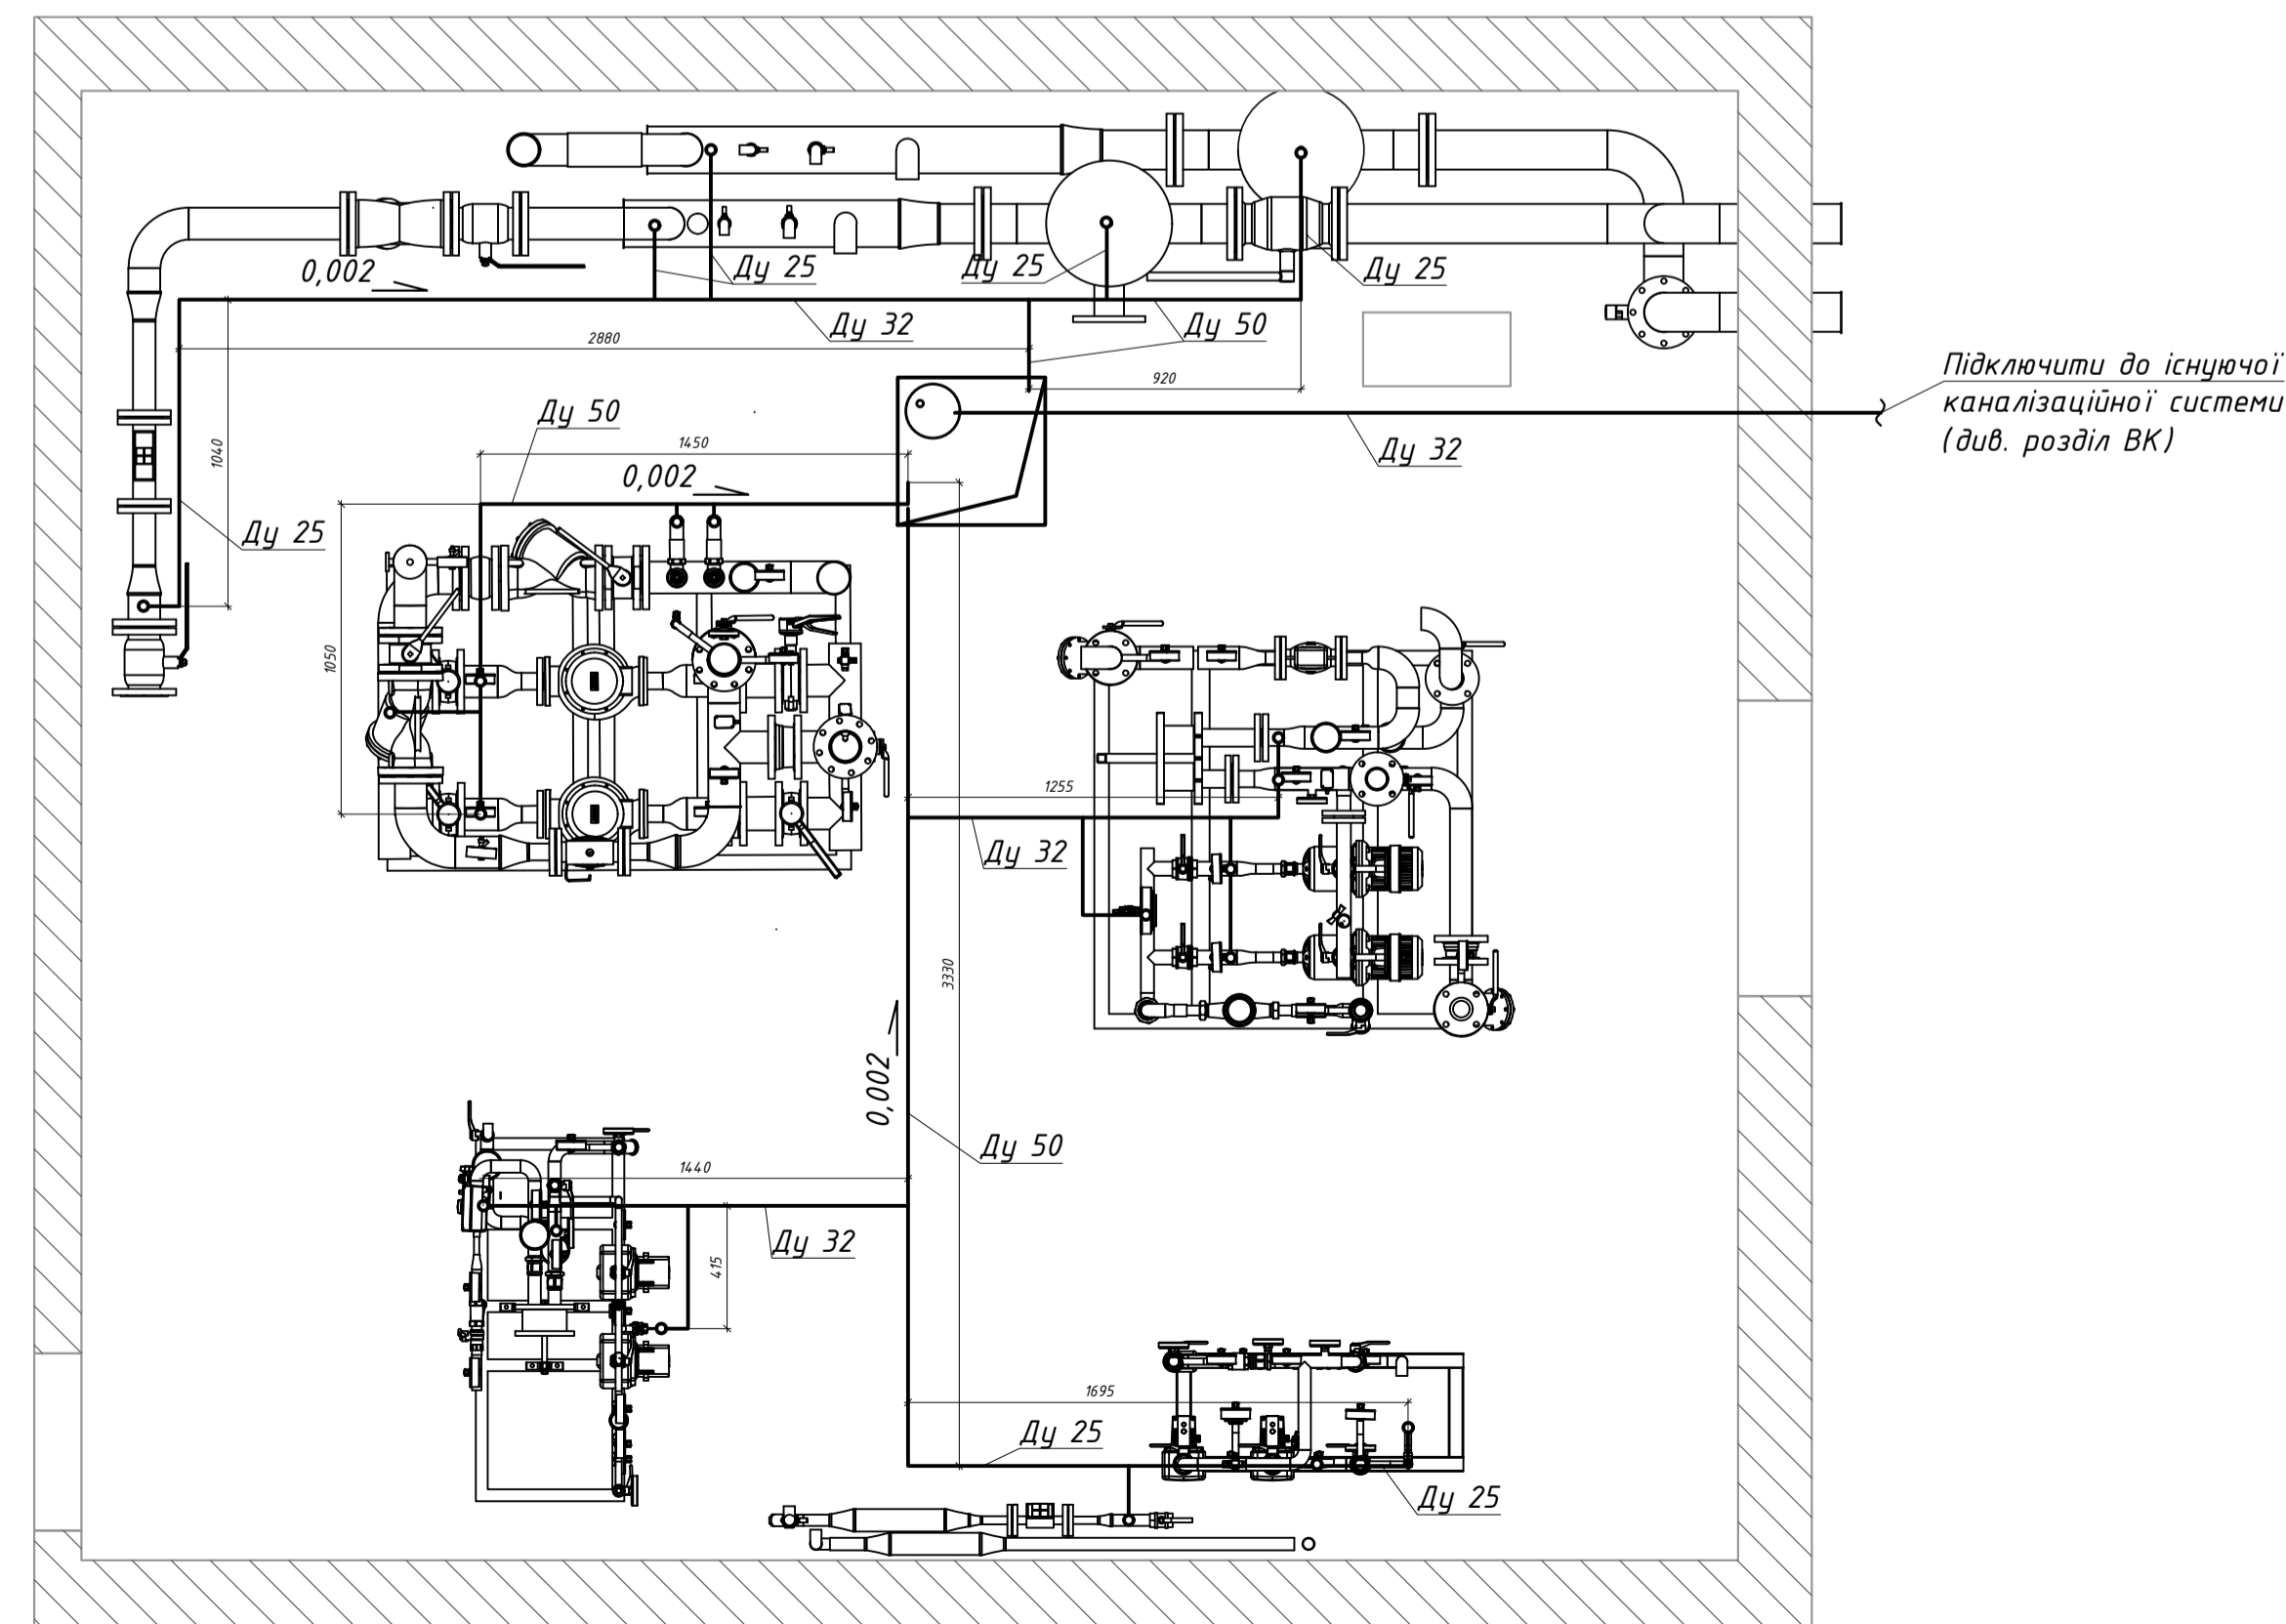 Ду 25
Ду 25
Ду 25
0,002
Ду 32
Ду 50
2880
920
Підключити до існуючої
каналізаційної системи
(див. розділ ВК)
Ду 50
1450
1040
0,002
Ду 32
Ду 25
1050
1255
Ду 32
3330
0,002
Ду 50
1440
Ду 32
415
1695
Ду 25
Ду 25